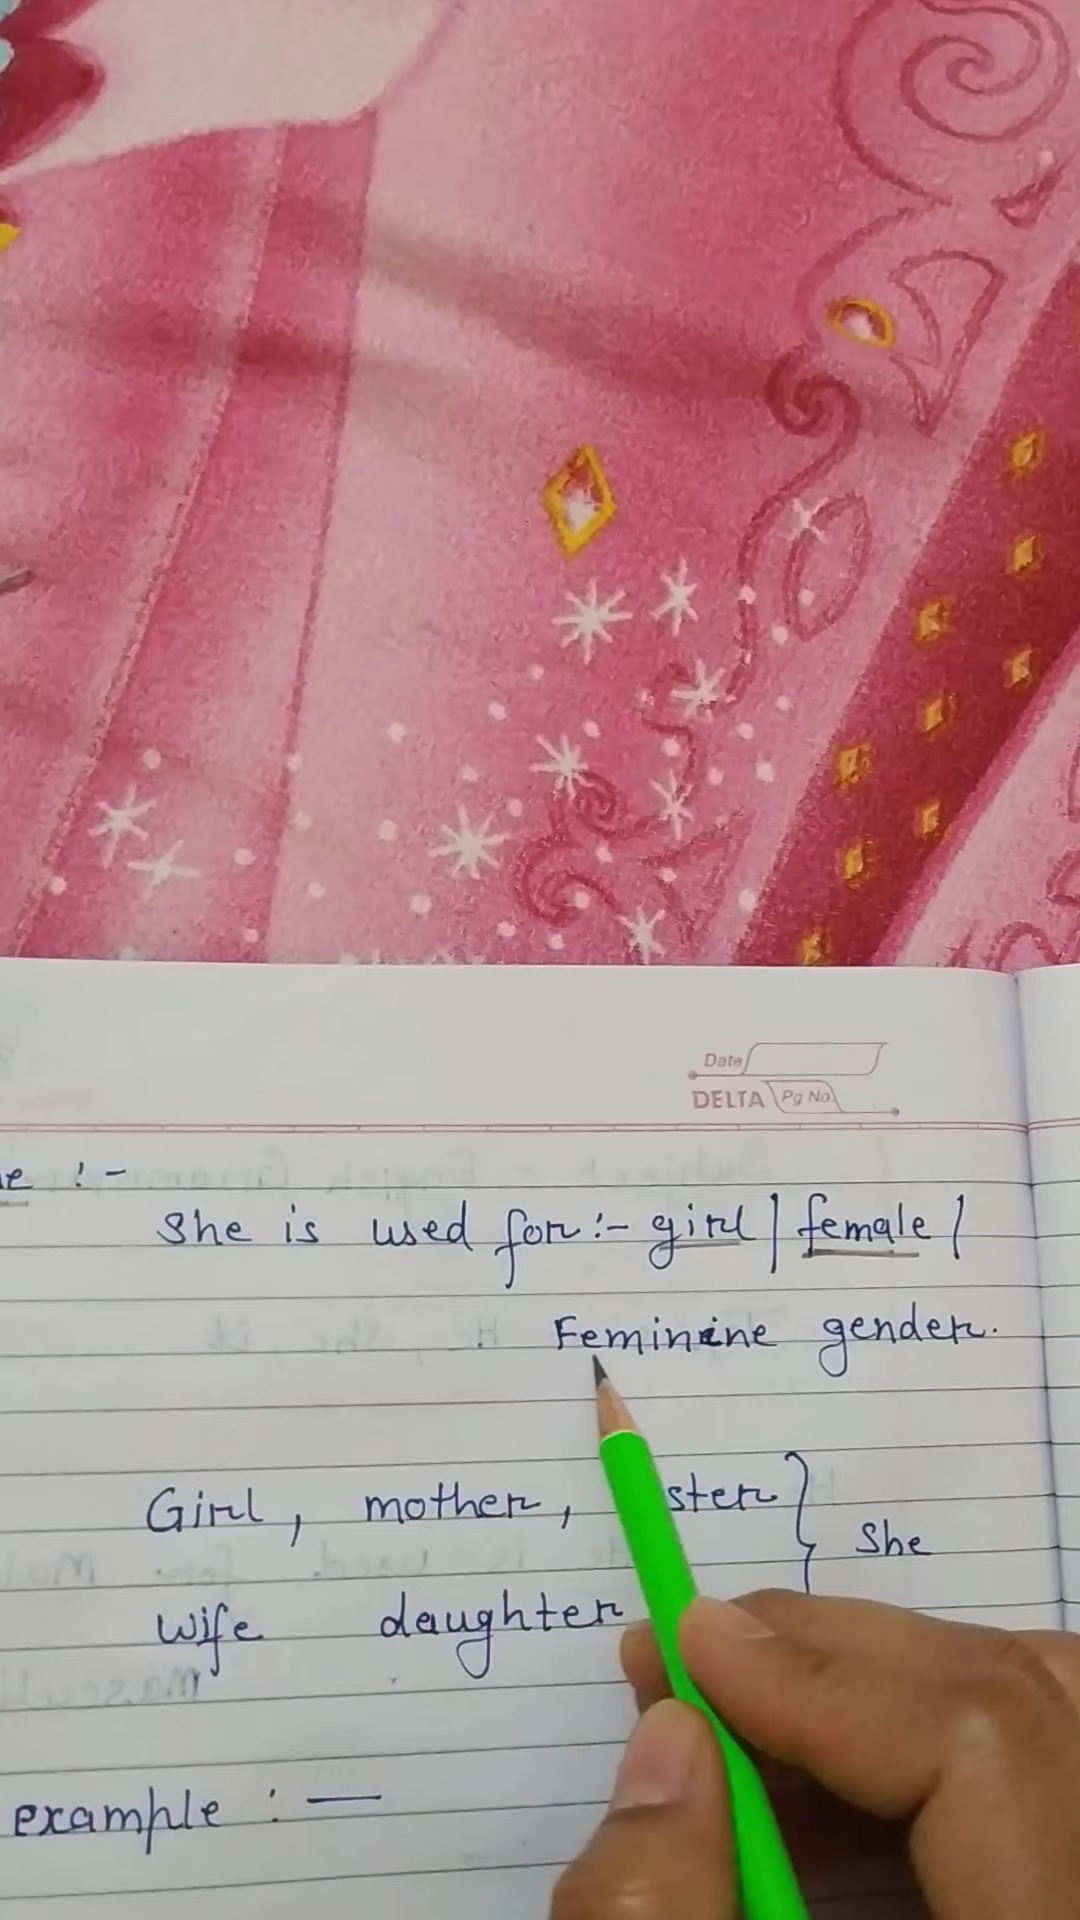 Date
DELTA Pg No.
e :-
She is used for:- girl | female |
Feminine gender.
Girl, mother, ster } She
wife daughter
example : —